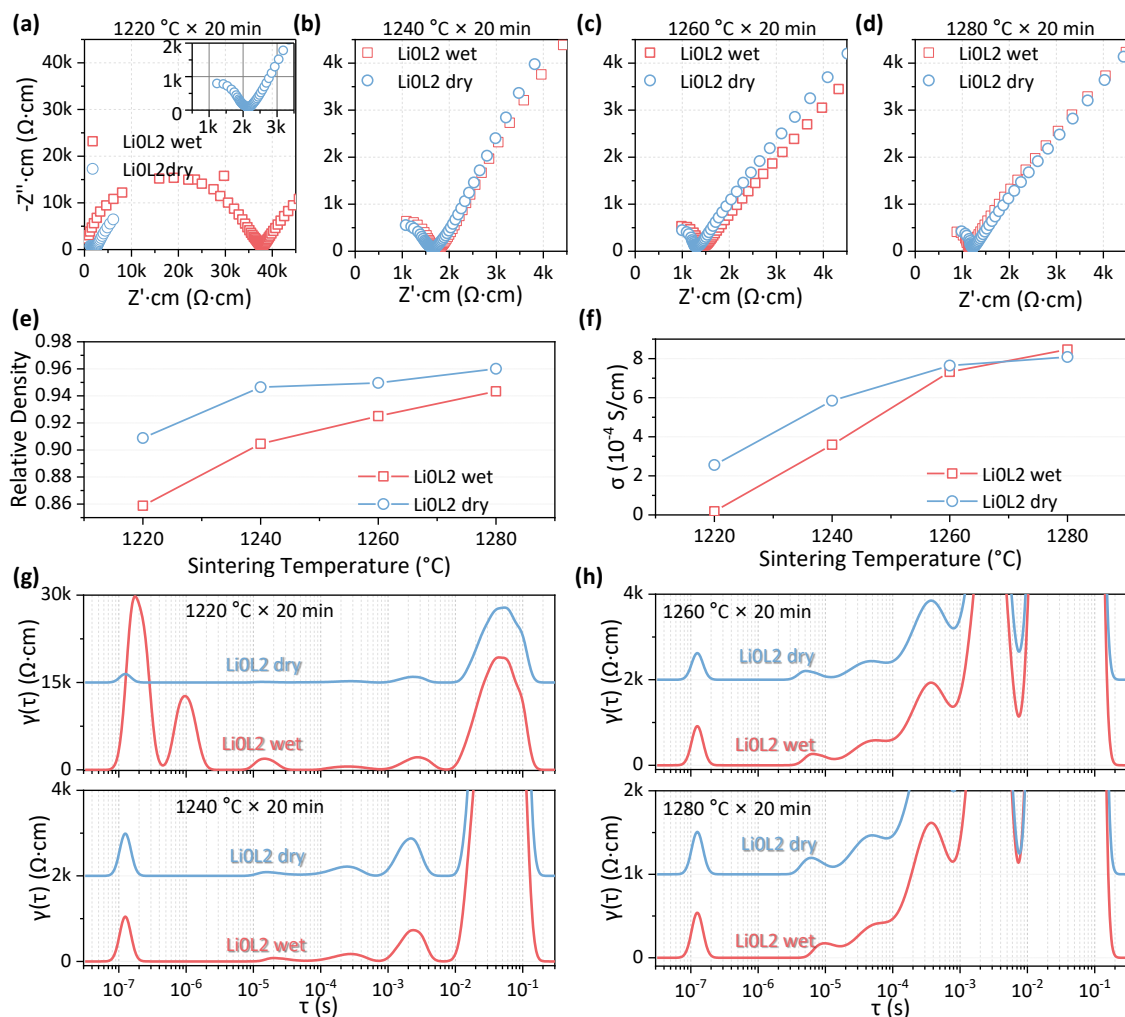 (a) 1220 °C × 20 min
-Z''·cm (Ω·cm)
40k
30k
20k
10k
0
2k
1k
0
1k 2k 3k
Li0L2 wet
Li0L2 dry
0 10k 20k 30k 40k
Z'·cm (Ω·cm)
(b) 1240 °C × 20 min
Li0L2 wet
Li0L2 dry
4k
3k
2k
1k
0
0 1k 2k 3k 4k
Z'·cm (Ω·cm)
(c) 1260 °C × 20 min
Li0L2 wet
Li0L2 dry
4k
3k
2k
1k
0
0 1k 2k 3k 4k
Z'·cm (Ω·cm)
(d) 1280 °C × 20 min
Li0L2 wet
Li0L2 dry
4k
3k
2k
1k
0
0 1k 2k 3k 4k
Z'·cm (Ω·cm)
(e)
Relative Density
0.98
0.96
0.94
0.92
0.90
0.88
0.86
Li0L2 wet
Li0L2 dry
1220 1240 1260 1280
Sintering Temperature (°C)
(f)
σ (10⁻⁴ S/cm)
8
6
4
2
0
Li0L2 wet
Li0L2 dry
1220 1240 1260 1280
Sintering Temperature (°C)
(g)
γ(τ) (Ω·cm)
30k
15k
0
1220 °C × 20 min
Li0L2 dry
Li0L2 wet
γ(τ) (Ω·cm)
4k
2k
0
1240 °C × 20 min
Li0L2 dry
Li0L2 wet
10⁻⁷ 10⁻⁶ 10⁻⁵ 10⁻⁴ 10⁻³ 10⁻² 10⁻¹
τ (s)
(h)
γ(τ) (Ω·cm)
4k
2k
0
1260 °C × 20 min
Li0L2 dry
Li0L2 wet
γ(τ) (Ω·cm)
2k
1k
0
1280 °C × 20 min
Li0L2 dry
Li0L2 wet
10⁻⁷ 10⁻⁶ 10⁻⁵ 10⁻⁴ 10⁻³ 10⁻² 10⁻¹
τ (s)